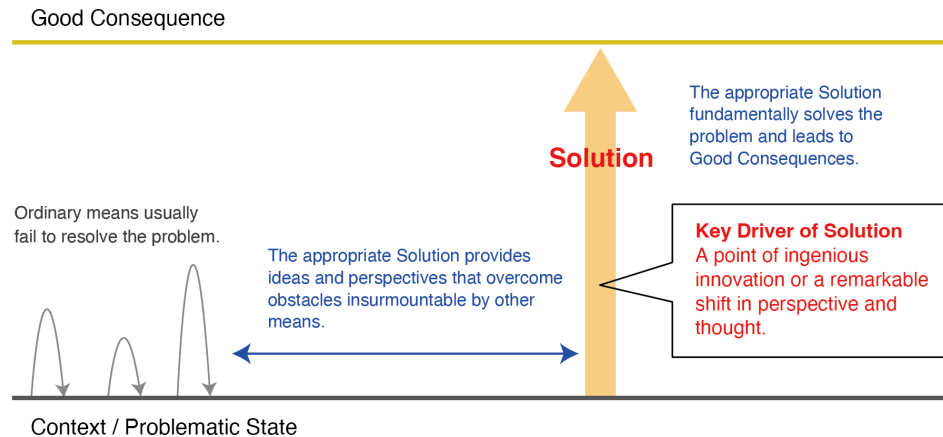 Good Consequence
The appropriate Solution
fundamentally solves the
problem and leads to
Good Consequences.
Solution
Ordinary means usually
fail to resolve the problem.
The appropriate Solution provides
ideas and perspectives that overcome
obstacles insurmountable by other
means.
Key Driver of Solution
A point of ingenious
innovation or a remarkable
shift in perspective and
thought.
Context / Problematic State